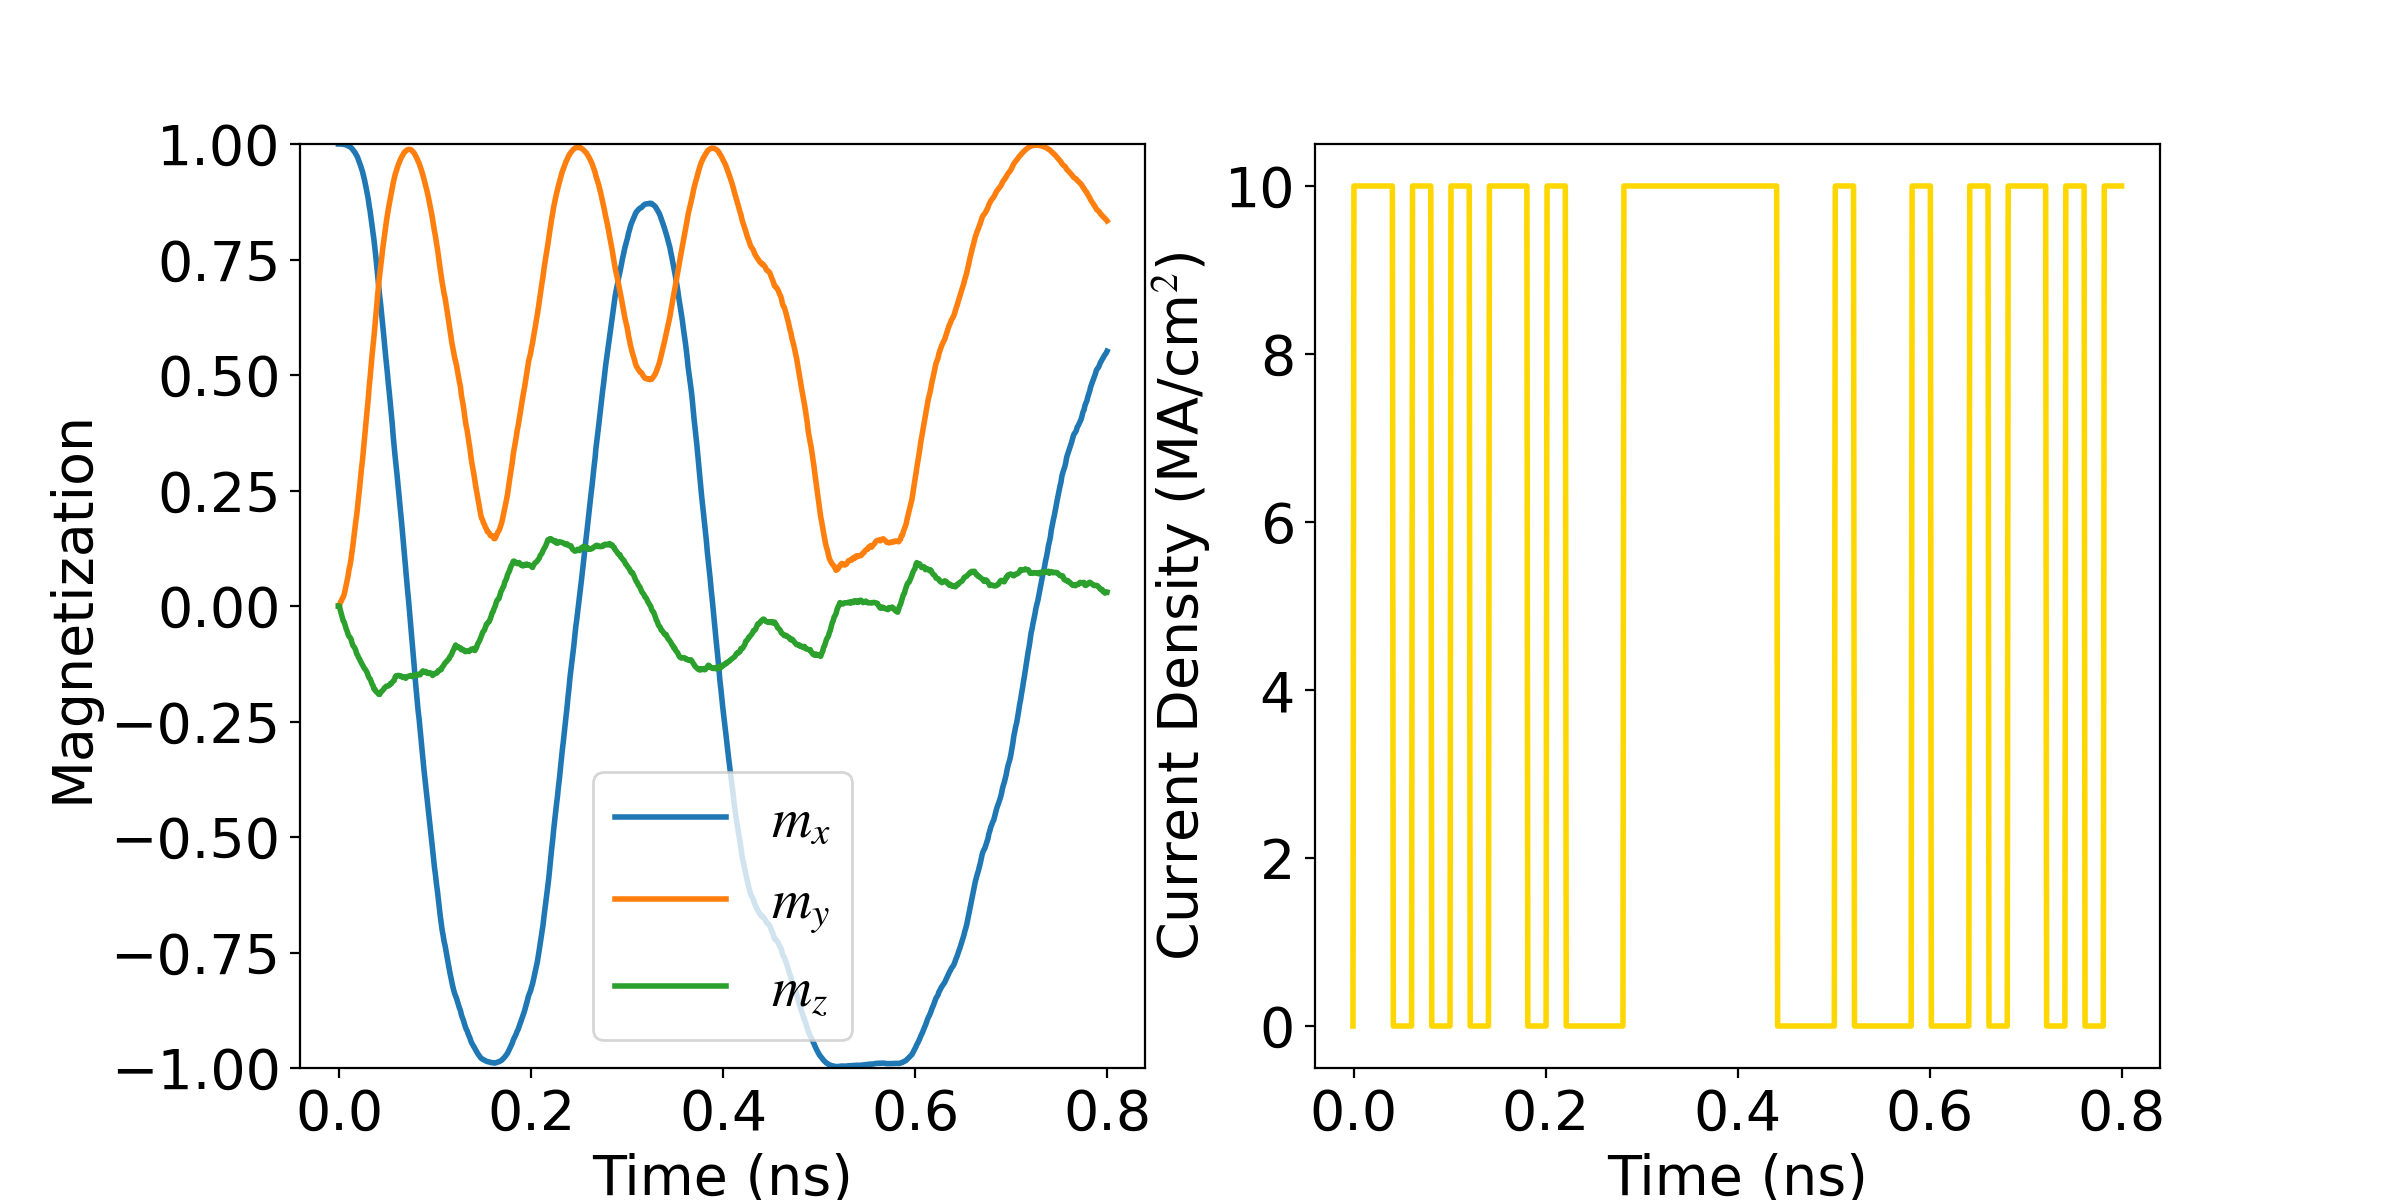 Magnetization
1.00
0.75
0.50
0.25
0.00
−0.25
−0.50
−0.75
−1.00
0.0 0.2 0.4 0.6 0.8
Time (ns)
m_x
m_y
m_z
Current Density (MA/cm²)
10
8
6
4
2
0
0.0 0.2 0.4 0.6 0.8
Time (ns)